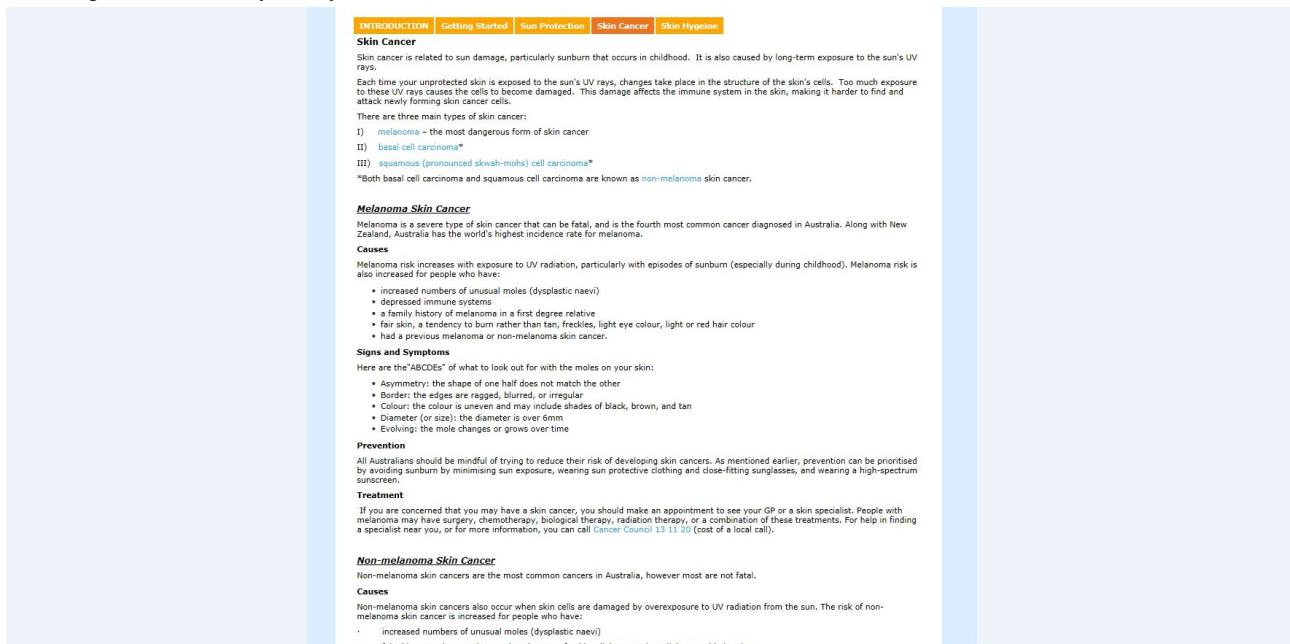 INTRODUCTION Getting Started Sun Protection Skin Cancer Skin Hygeine
Skin Cancer
Skin cancer is related to sun damage, particularly sunburn that occurs in childhood. It is also caused by long-term exposure to the sun's UV
rays.
Each time your unprotected skin is exposed to the sun's UV rays, changes take place in the structure of the skin's cells. Too much exposure
to these UV rays causes the cells to become damaged. This damage affects the immune system in the skin, making it harder to find and
attack newly forming skin cancer cells.
There are three main types of skin cancer:
I) melanoma – the most dangerous form of skin cancer
II) basal cell carcinoma*
III) squamous (pronounced skwah-mohs) cell carcinoma*
*Both basal cell carcinoma and squamous cell carcinoma are known as non-melanoma skin cancer.
Melanoma Skin Cancer
Melanoma is a severe type of skin cancer that can be fatal, and is the fourth most common cancer diagnosed in Australia. Along with New
Zealand, Australia has the world's highest incidence rate for melanoma.
Causes
Melanoma risk increases with exposure to UV radiation, particularly with episodes of sunburn (especially during childhood). Melanoma risk is
also increased for people who have:
• increased numbers of unusual moles (dysplastic naevi)
• depressed immune systems
• a family history of melanoma in a first degree relative
• fair skin, a tendency to burn rather than tan, freckles, light eye colour, light or red hair colour
• had a previous melanoma or non-melanoma skin cancer.
Signs and Symptoms
Here are the"ABCDEs" of what to look out for with the moles on your skin:
• Asymmetry: the shape of one half does not match the other
• Border: the edges are ragged, blurred, or irregular
• Colour: the colour is uneven and may include shades of black, brown, and tan
• Diameter (or size): the diameter is over 6mm
• Evolving: the mole changes or grows over time
Prevention
All Australians should be mindful of trying to reduce their risk of developing skin cancers. As mentioned earlier, prevention can be prioritised
by avoiding sunburn by minimising sun exposure, wearing sun protective clothing and close-fitting sunglasses, and wearing a high-spectrum
sunscreen.
Treatment
If you are concerned that you may have a skin cancer, you should make an appointment to see your GP or a skin specialist. People with
melanoma may have surgery, chemotherapy, biological therapy, radiation therapy, or a combination of these treatments. For help in finding
a specialist near you, or for more information, you can call Cancer Council 13 11 20 (cost of a local call).
Non-melanoma Skin Cancer
Non-melanoma skin cancers are the most common cancers in Australia, however most are not fatal.
Causes
Non-melanoma skin cancers also occur when skin cells are damaged by overexposure to UV radiation from the sun. The risk of non-
melanoma skin cancer is increased for people who have:
· increased numbers of unusual moles (dysplastic naevi)